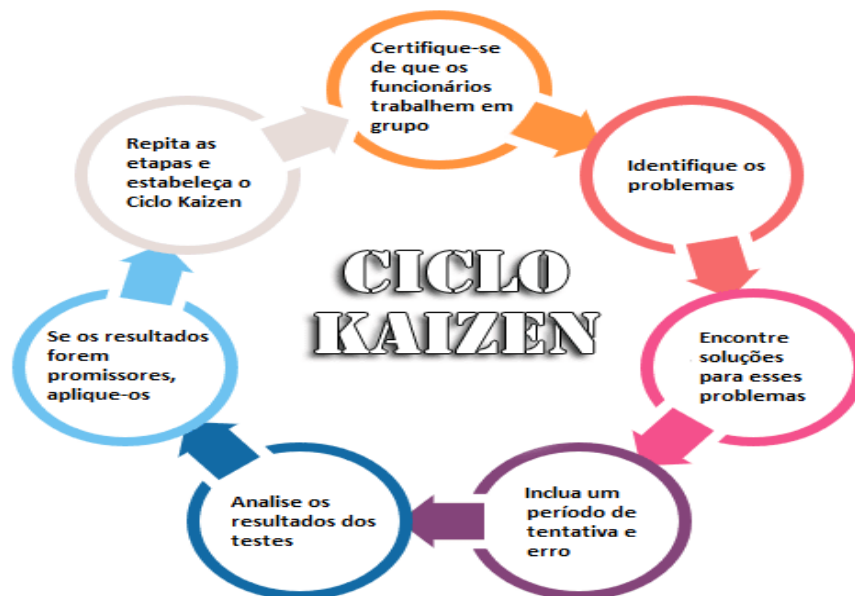 Certifique-se
de que os
funcionários
trabalhem em
grupo
Identifique os
problemas
Encontre
soluções
para esses
problemas
Inclua um
período de
tentativa e
erro
Analise os
resultados dos
testes
Se os resultados
forem
promissores,
aplique-os
Repita as
etapas e
estabeleça o
Ciclo Kaizen
CICLO
KAIZEN